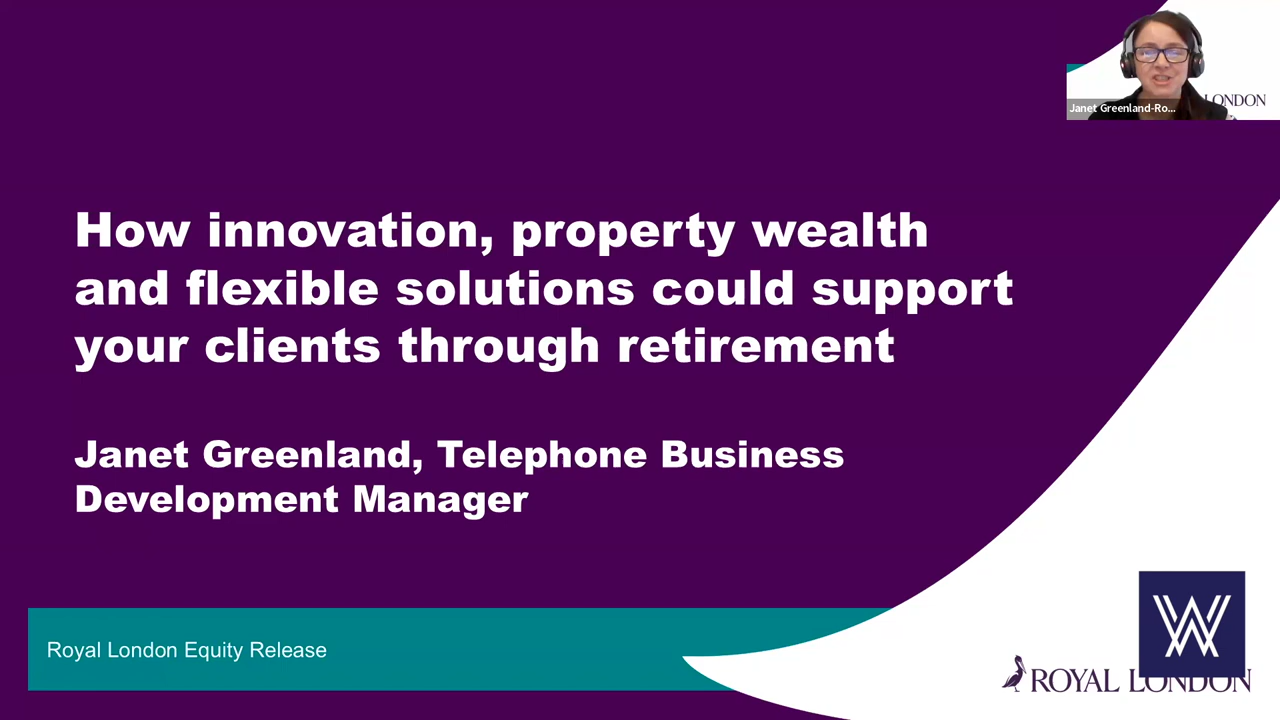 LONDON
Janet Greenland-Ro...
How innovation, property wealth
and flexible solutions could support
your clients through retirement
Janet Greenland, Telephone Business
Development Manager
Royal London Equity Release
W
ROYAL LONDON